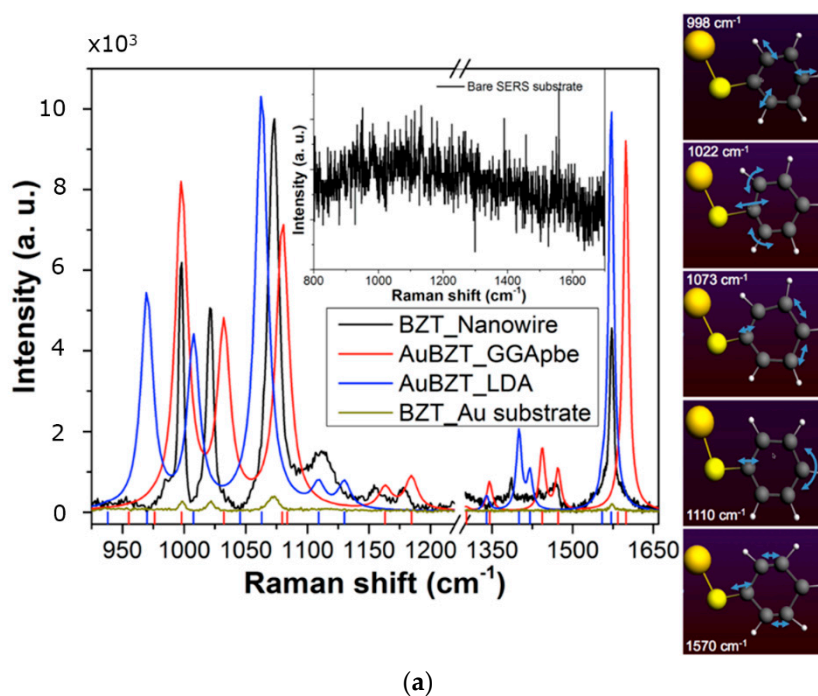 x10³
10
8
6
4
2
0
Intensity (a. u.)
950
1000
1050
1100
1150
1200
1350
1500
1650
Raman shift (cm⁻¹)
Bare SERS substrate
Intensity (a. u.)
800
1000
1200
1400
1600
Raman shift (cm⁻¹)
BZT_Nanowire
AuBZT_GGApbe
AuBZT_LDA
BZT_Au substrate
998 cm⁻¹
1022 cm⁻¹
1073 cm⁻¹
1110 cm⁻¹
1570 cm⁻¹
(a)